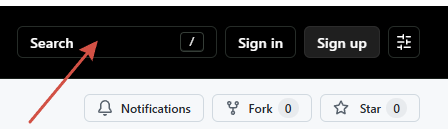 Search / Sign in Sign up
Notifications Fork 0 Star 0